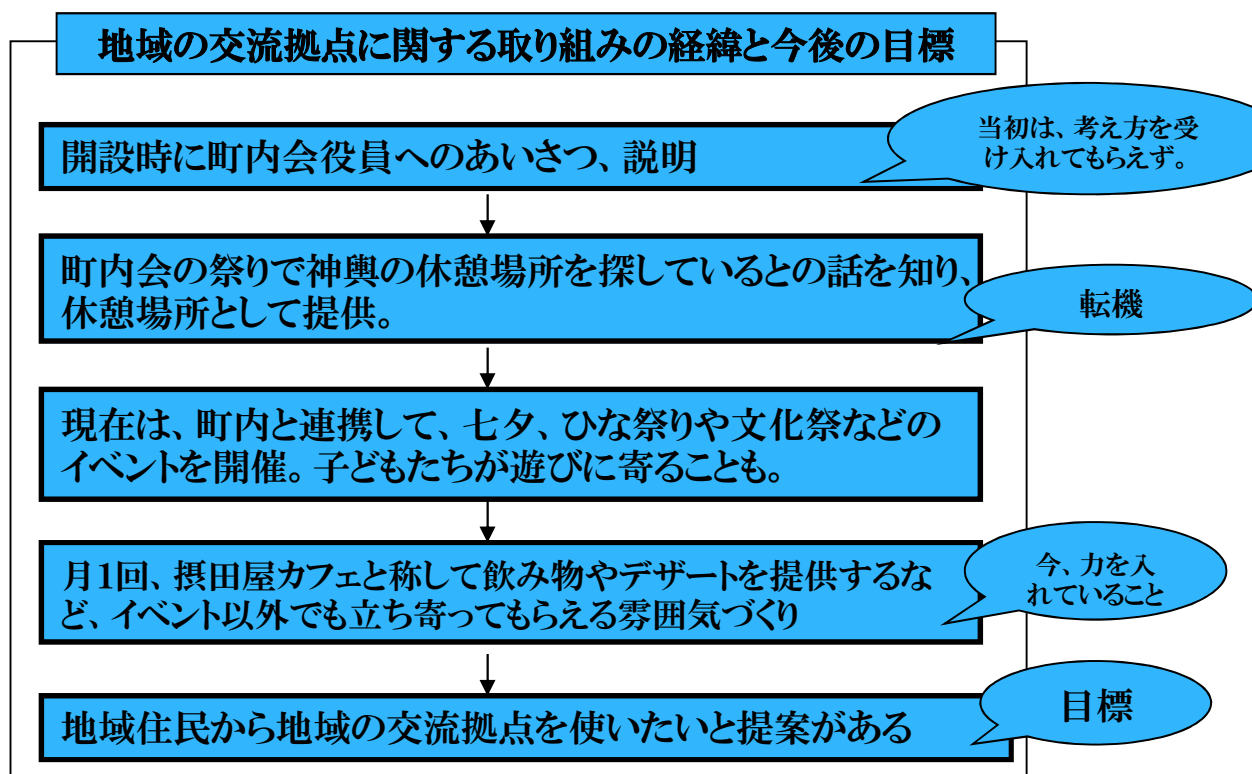 地域の交流拠点に関する取り組みの経緯と今後の目標
当初は、考え方を受
け入れてもらえず。
開設時に町内会役員へのあいさつ、説明
町内会の祭りで神輿の休憩場所を探しているとの話を知り、
休憩場所として提供。
転機
現在は、町内と連携して、七夕、ひな祭りや文化祭などの
イベントを開催。子どもたちが遊びに寄ることも。
月1回、摂田屋カフェと称して飲み物やデザートを提供するな
ど、イベント以外でも立ち寄ってもらえる雰囲気づくり
今、力を入
れていること
地域住民から地域の交流拠点を使いたいと提案がある
目標